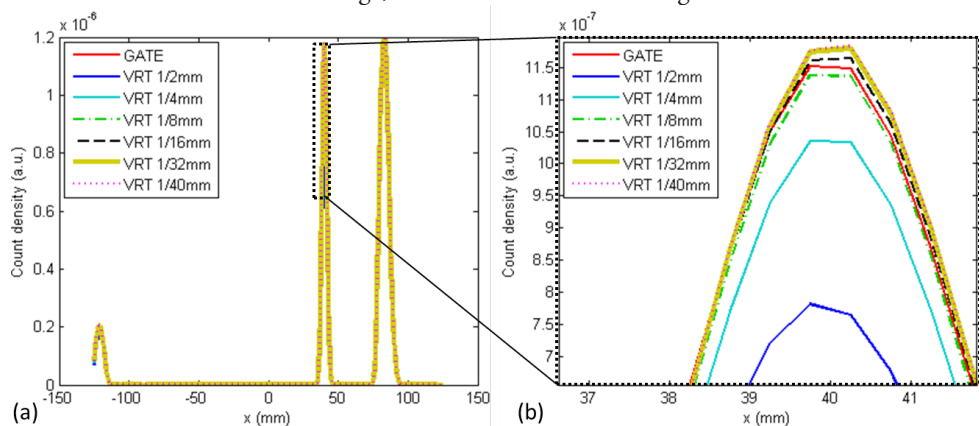 x 10⁻⁶
1.2
1
0.8
0.6
0.4
0.2
0
Count density (a.u.)
GATE
VRT 1/2mm
VRT 1/4mm
VRT 1/8mm
VRT 1/16mm
VRT 1/32mm
VRT 1/40mm
-150 -100 -50 0 50 100 150
x (mm)
(a)
x 10⁻⁷
11.5
11
10.5
10
9.5
9
8.5
8
7.5
7
Count density (a.u.)
GATE
VRT 1/2mm
VRT 1/4mm
VRT 1/8mm
VRT 1/16mm
VRT 1/32mm
VRT 1/40mm
37 38 39 40 41
x (mm)
(b)